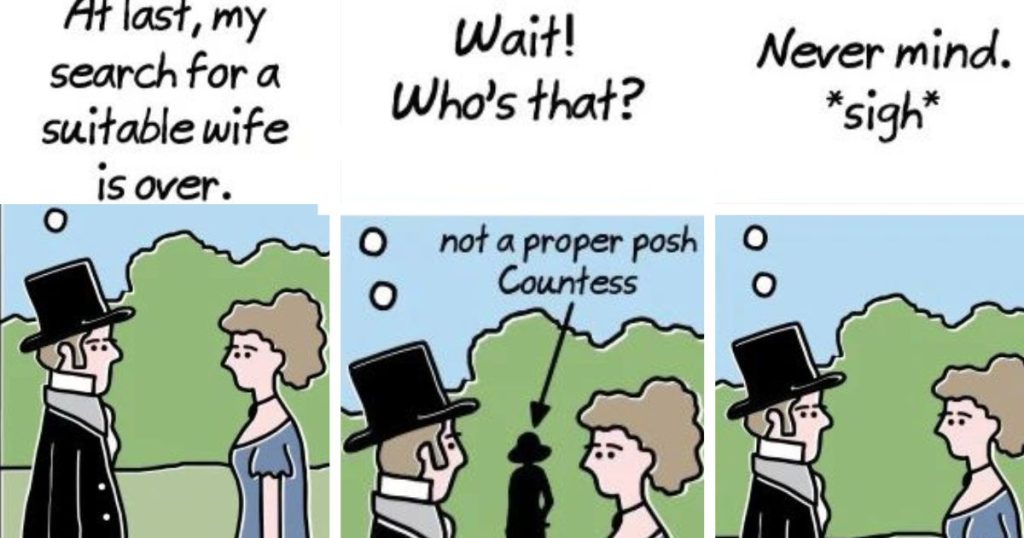 At last, my
search for a
suitable wife
is over.
Wait!
Who's that?
not a proper posh
Countess
Never mind.
*sigh*